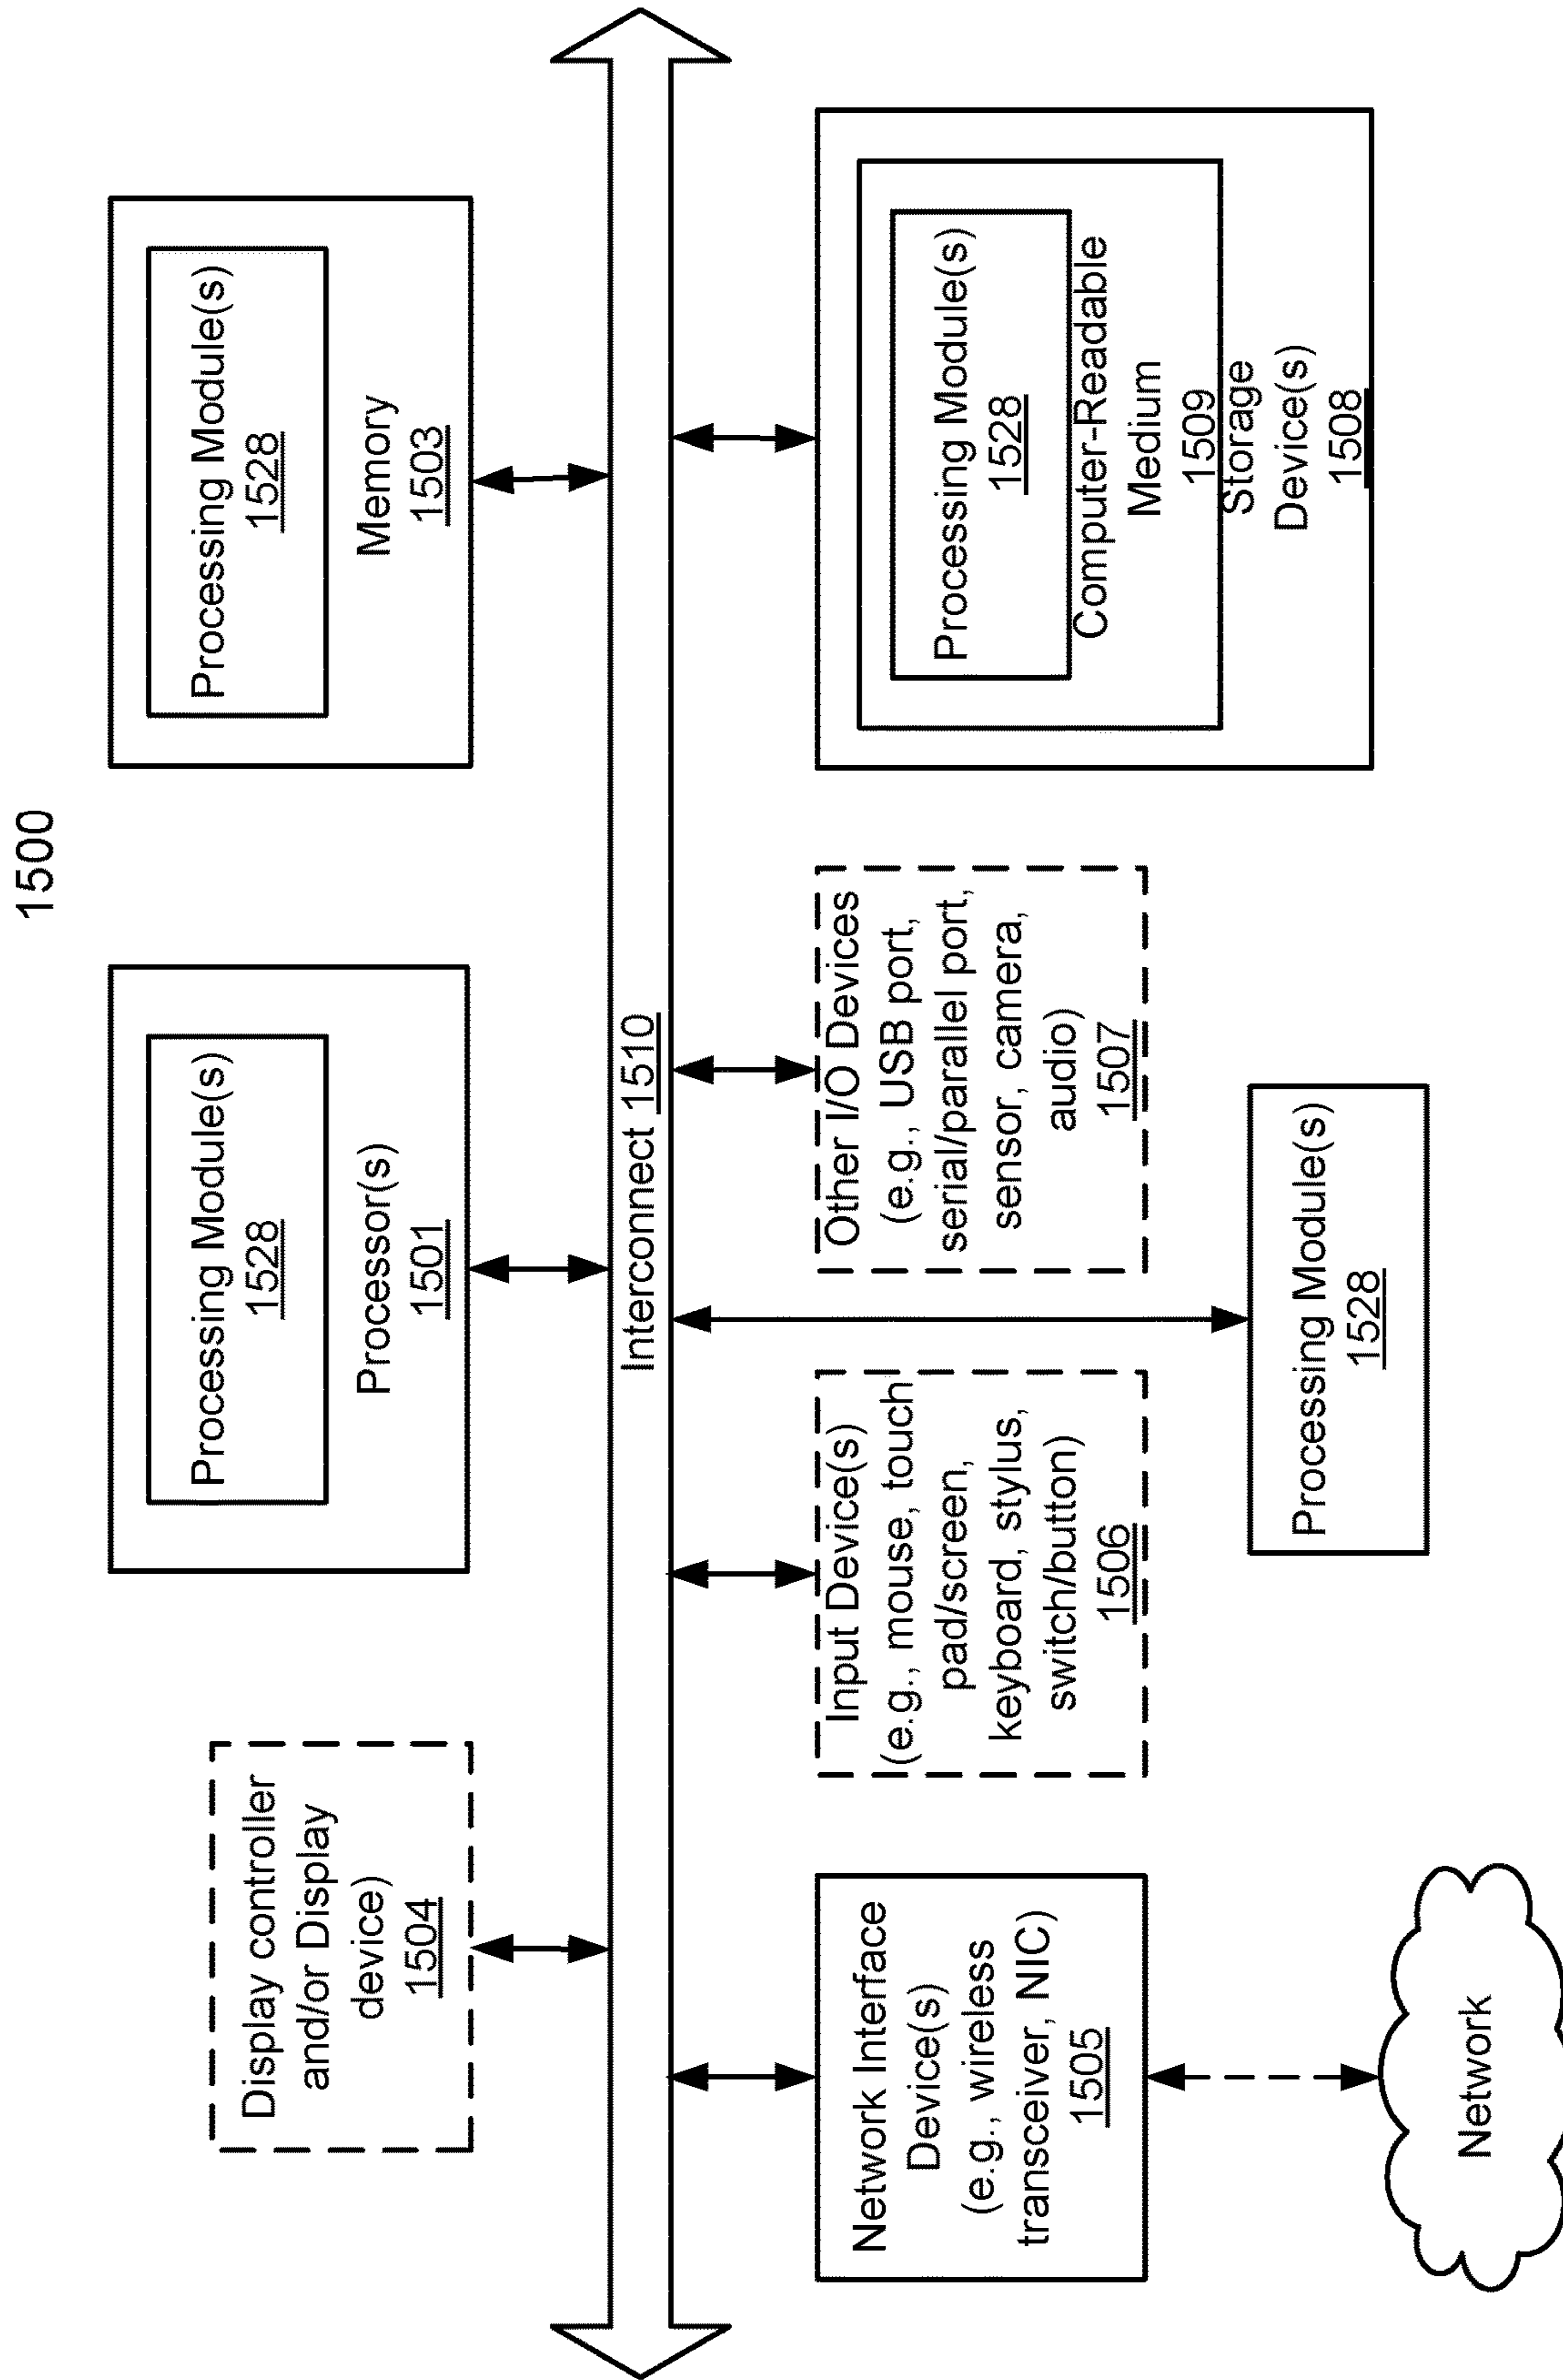 1500
Display controller
and/or Display
device)
1504
Processing Module(s)
1528
Processor(s)
1501
Processing Module(s)
1528
Memory
1503
Interconnect 1510
Network Interface
Device(s)
(e.g., wireless
transceiver, NIC)
1505
Input Device(s)
(e.g., mouse, touch
pad/screen,
keyboard, stylus,
switch/button)
1506
Other I/O Devices
(e.g., USB port,
serial/parallel port,
sensor, camera,
audio)
1507
Processing Module(s)
1528
Computer-Readable
Medium
1509
Storage
Device(s)
1508
Processing Module(s)
1528
Network